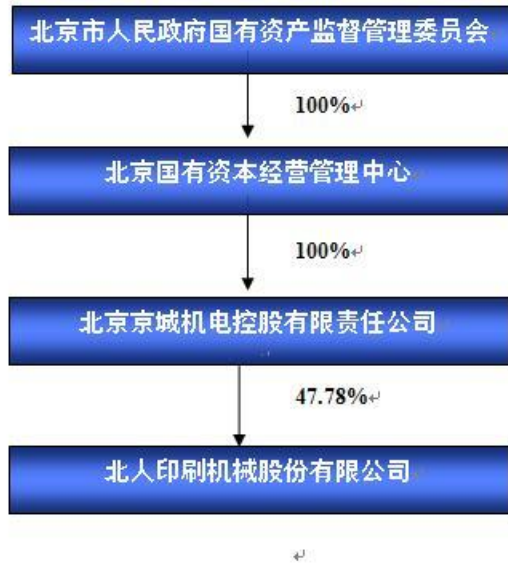 北京市人民政府国有资产监督管理委员会
100%
北京国有资本经营管理中心
100%
北京京城机电控股有限责任公司
47.78%
北人印刷机械股份有限公司